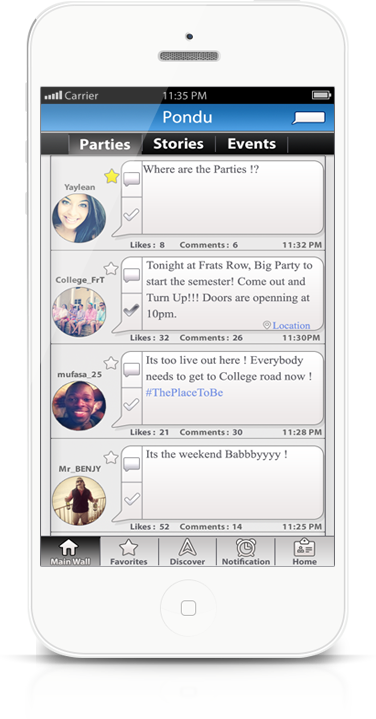 Carrier 11:35 PM
Pondu
Parties Stories Events
Yaylean
Where are the Parties !?
Likes : 8 Comments : 6 11:32 PM
College_FrT
Tonight at Frats Row, Big Party to
start the semester! Come out and
Turn Up!!! Doors are openning at
10pm.
Location
Likes : 32 Comments : 26 11:30PM
mufasa_25
Its too live out here ! Everybody
needs to get to College road now !
#ThePlaceToBe
Likes : 21 Comments : 30 11:28 PM
Mr_BENJY
Its the weekend Babbbyyyy !
Likes : 52 Comments : 14 11:25 PM
Main Wall Favorites Discover Notification Home